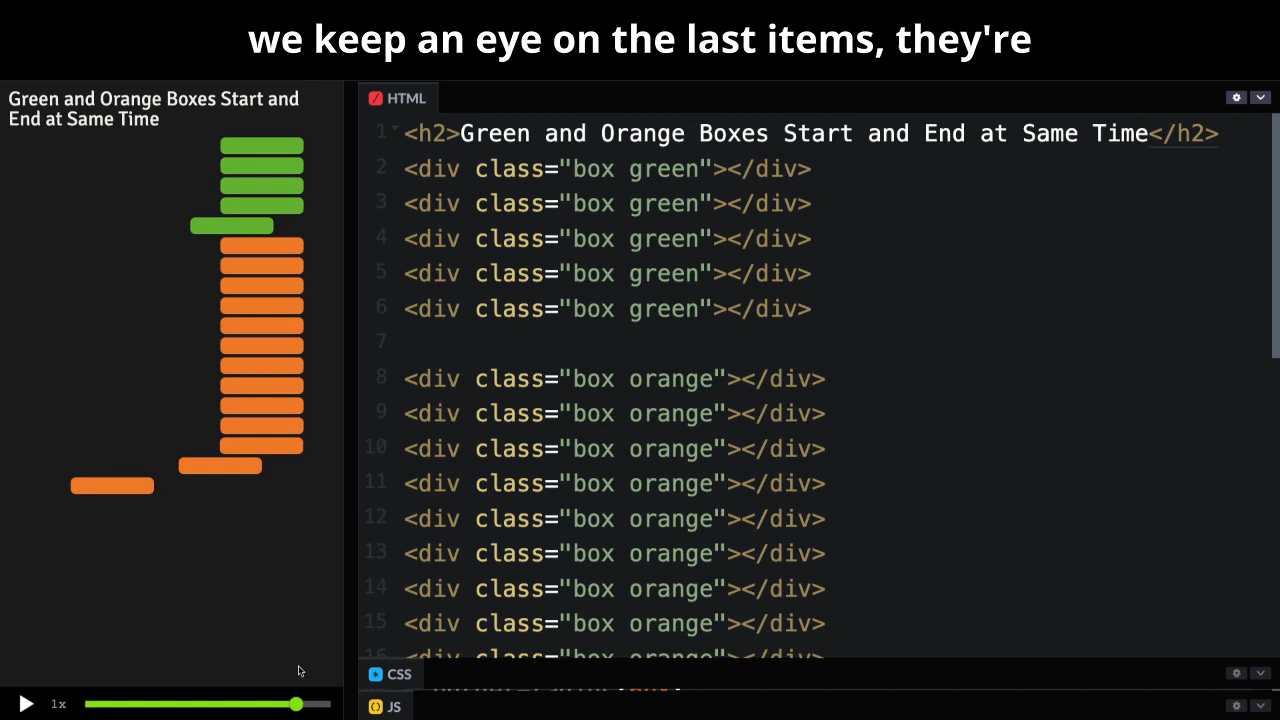 we keep an eye on the last items, they're
Green and Orange Boxes Start and
End at Same Time
1x
HTML
1 <h2>Green and Orange Boxes Start and End at Same Time</h2>
2 <div class="box green"></div>
3 <div class="box green"></div>
4 <div class="box green"></div>
5 <div class="box green"></div>
6 <div class="box green"></div>
7
8 <div class="box orange"></div>
9 <div class="box orange"></div>
10 <div class="box orange"></div>
11 <div class="box orange"></div>
12 <div class="box orange"></div>
13 <div class="box orange"></div>
14 <div class="box orange"></div>
15 <div class="box orange"></div>
16 <div class="box orange"></div>
CSS
JS